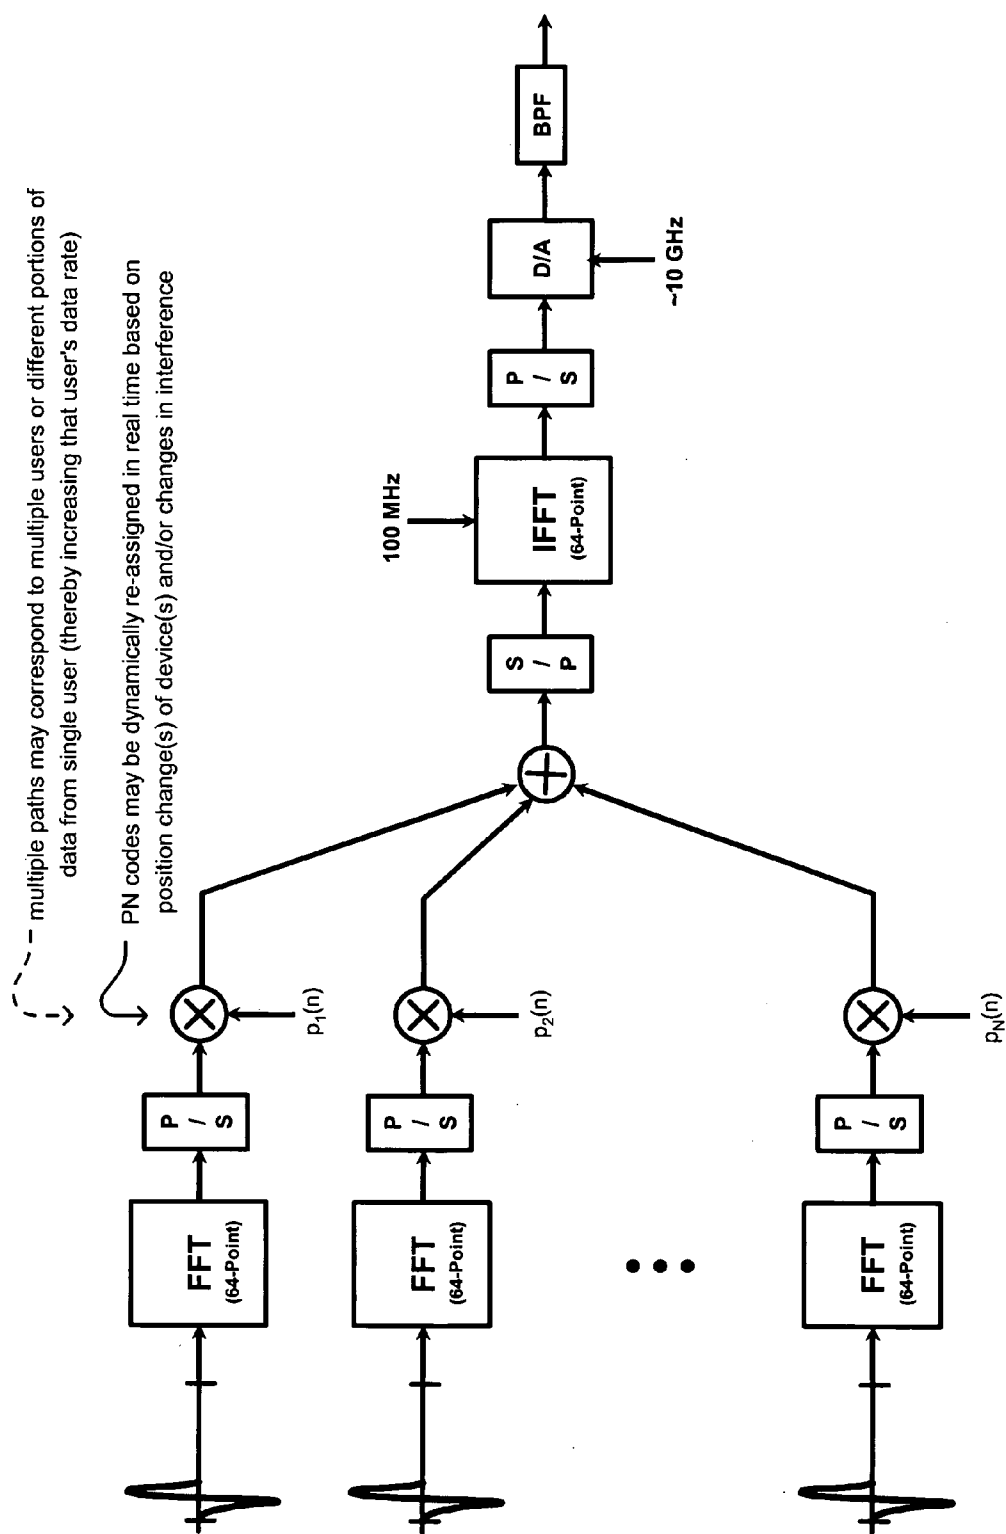 multiple paths may correspond to multiple users or different portions of
data from single user (thereby increasing that user's data rate)
PN codes may be dynamically re-assigned in real time based on
position change(s) of device(s) and/or changes in interference
FFT
(64-Point)
P
/
S
p1(n)
FFT
(64-Point)
P
/
S
p2(n)
FFT
(64-Point)
P
/
S
pN(n)
S
/
P
100 MHz
IFFT
(64-Point)
P
/
S
D/A
~10 GHz
BPF